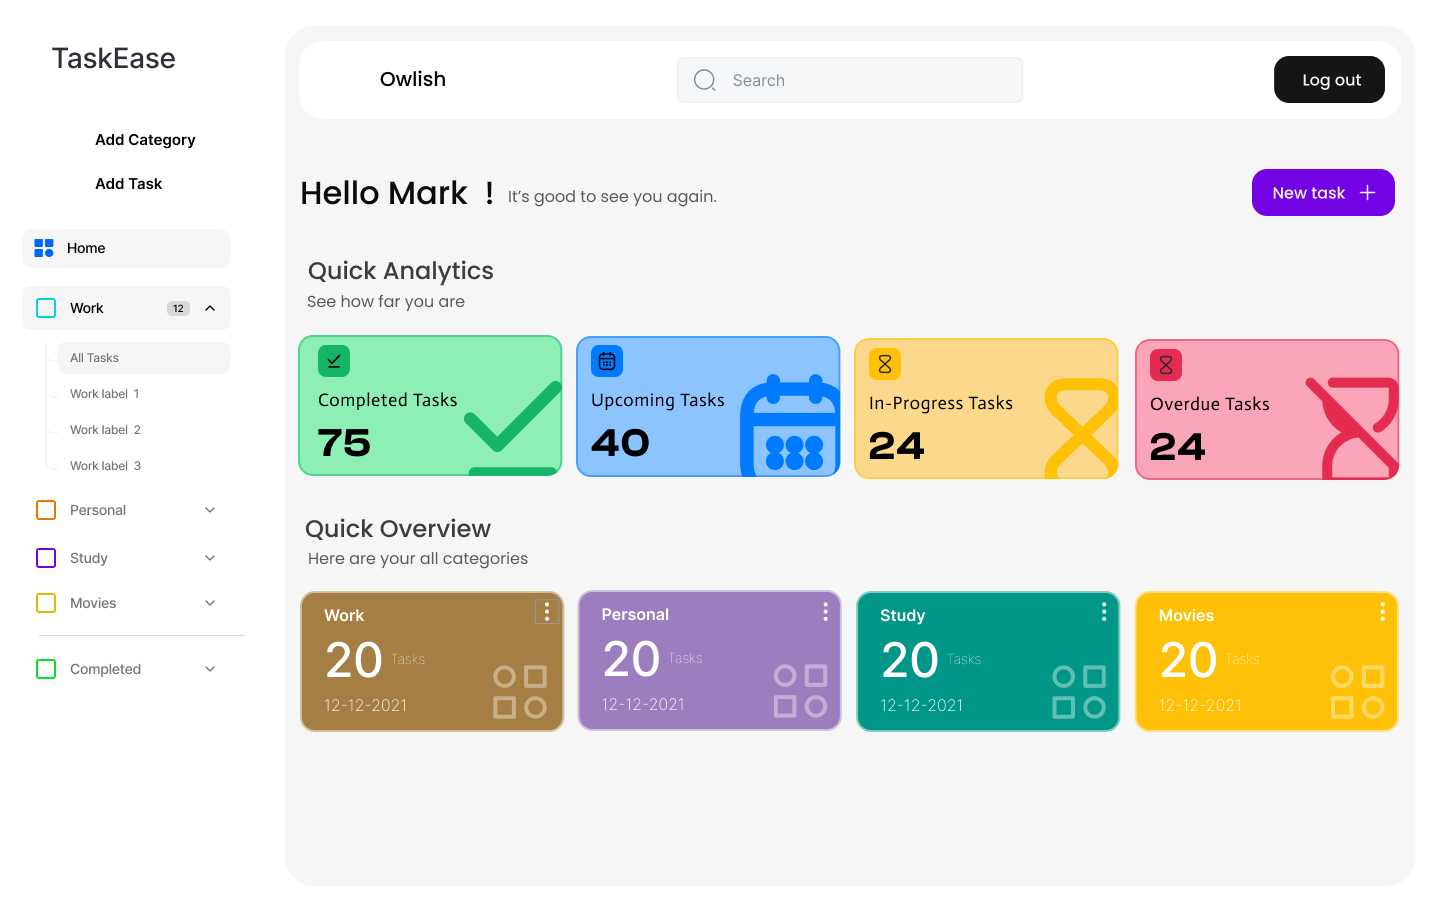 TaskEase
Add Category
Add Task
Home
Work 12
All Tasks
Work label 1
Work label 2
Work label 3
Personal
Study
Movies
Completed
Owlish
Search
Log out
Hello Mark !
It's good to see you again.
New task
Quick Analytics
See how far you are
Completed Tasks
75
Upcoming Tasks
40
In-Progress Tasks
24
Overdue Tasks
24
Quick Overview
Here are your all categories
Work
20 Tasks
12-12-2021
Personal
20 Tasks
12-12-2021
Study
20 Tasks
12-12-2021
Movies
20 Tasks
12-12-2021